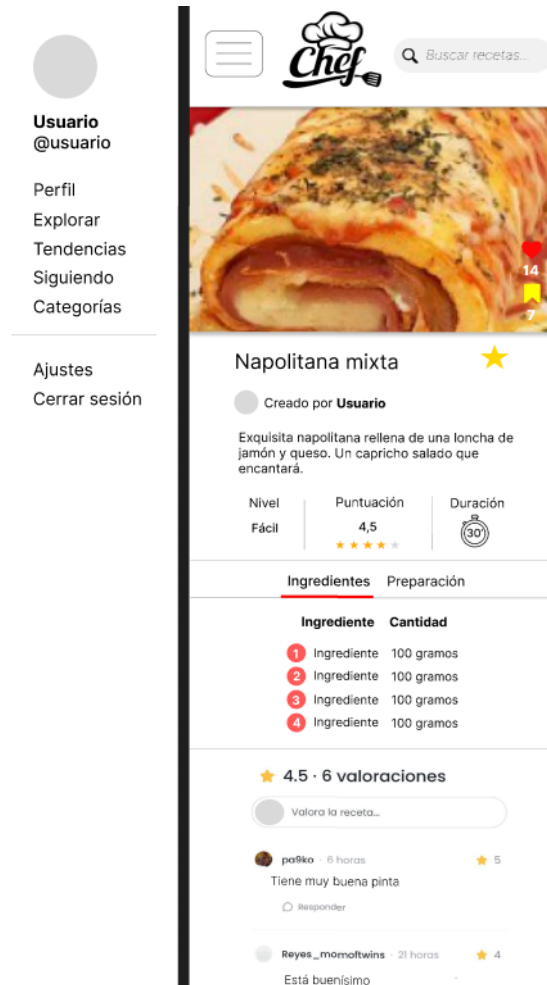 Usuario
@usuario
Perfil
Explorar
Tendencias
Siguiendo
Categorías
Ajustes
Cerrar sesión
Chef
Buscar recetas...
14
7
Napolitana mixta
Creado por Usuario
Exquisita napolitana rellena de una loncha de
jamón y queso. Un capricho salado que
encantará.
Nivel Puntuación Duración
Fácil 4,5 30'
Ingredientes Preparación
Ingrediente Cantidad
1 Ingrediente 100 gramos
2 Ingrediente 100 gramos
3 Ingrediente 100 gramos
4 Ingrediente 100 gramos
4.5 · 6 valoraciones
Valora la receta...
pa9ko · 6 horas 5
Tiene muy buena pinta
Responder
Reyes_momoftwins · 21 horas 4
Está buenísimo